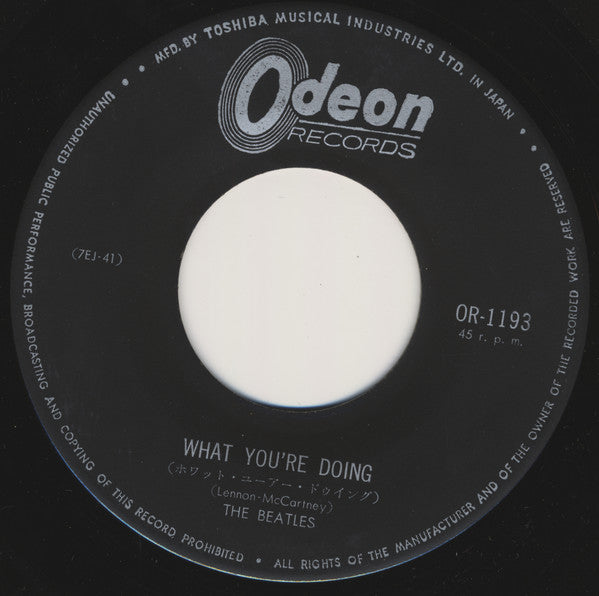 • • MFD. BY TOSHIBA MUSICAL INDUSTRIES LTD. IN JAPAN • •
Odeon
RECORDS
(7EJ-41)
OR-1193
45 r. p. m.
WHAT YOU'RE DOING
(ホワット・ユーアー・ドゥイング)
(Lennon-McCartney)
THE BEATLES
UNAUTHORIZED PUBLIC PERFORMANCE, BROADCASTING AND COPYING OF THIS RECORD PROHIBITED • ALL RIGHTS OF THE MANUFACTURER AND OF THE OWNER OF THE RECORDED WORK ARE RESERVED